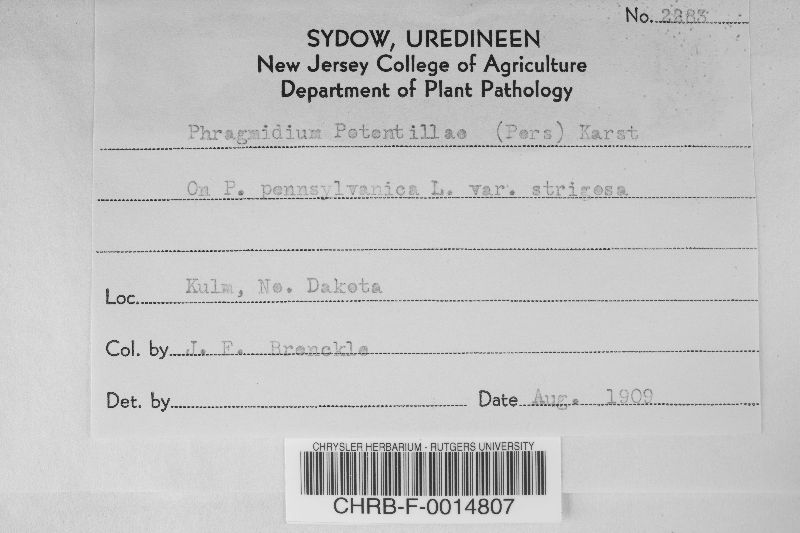 No. 2263
SYDOW, UREDINEEN
New Jersey College of Agriculture
Department of Plant Pathology
Phragmidium Potentillae (Pers) Karst
On P. pennsylvanica L. var. strigosa
Loc. Kulm, No. Dakota
Col. by J. F. Brenckle
Det. by
Date Aug. 1909
CHRYSLER HERBARIUM - RUTGERS UNIVERSITY
CHRB-F-0014807